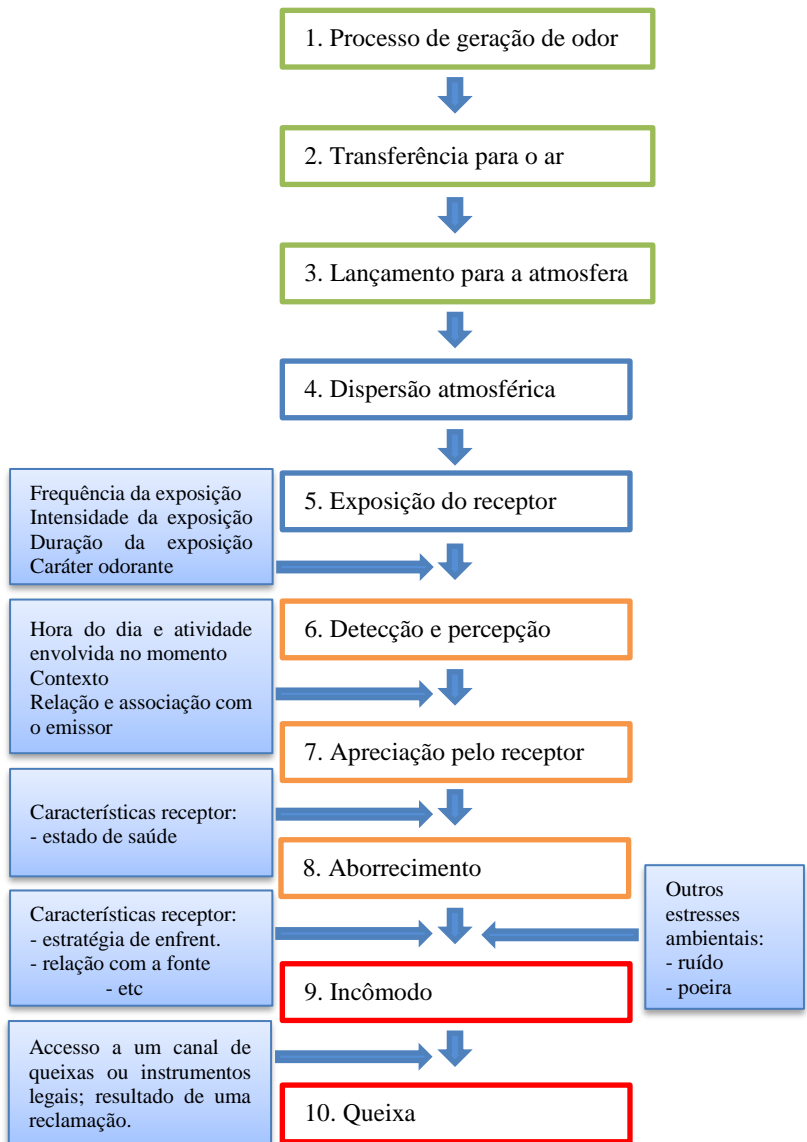 1. Processo de geração de odor
2. Transferência para o ar
3. Lançamento para a atmosfera
4. Dispersão atmosférica
Frequência da exposição
Intensidade da exposição
Duração da exposição
Caráter odorante
5. Exposição do receptor
Hora do dia e atividade
envolvida no momento
Contexto
Relação e associação com
o emissor
6. Detecção e percepção
7. Apreciação pelo receptor
Característícas receptor:
- estado de saúde
8. Aborrecimento
Outros
estresses
ambientais:
- ruído
- poeira
Característícas receptor:
- estratégia de enfrent.
- relação com a fonte
- etc
9. Incômodo
Accesso a um canal de
queixas ou instrumentos
legais; resultado de uma
reclamação.
10. Queixa